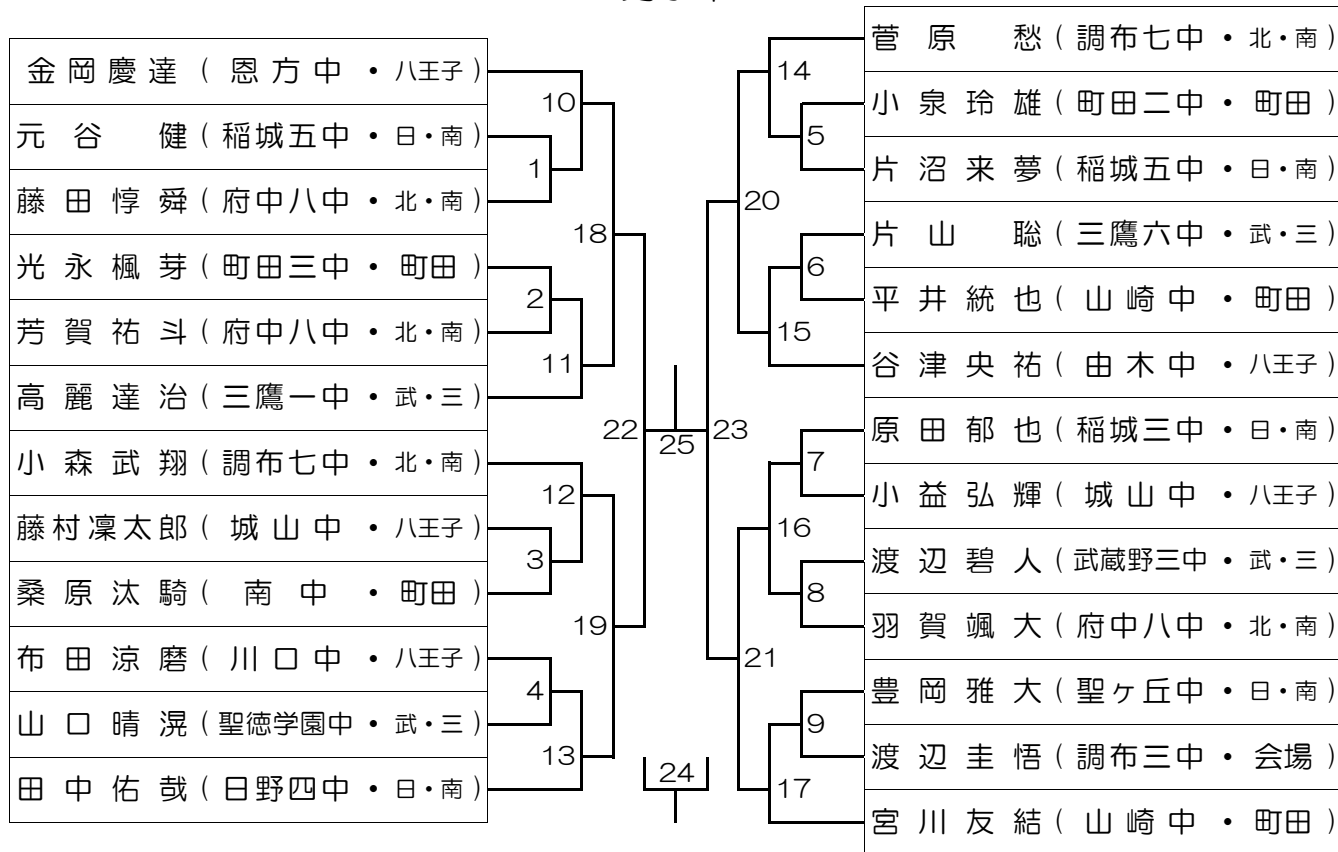 金岡慶達（恩方中・八王子）
元谷 健（稲城五中・日・南）
藤田惇舜（府中八中・北・南）
光永楓芽（町田三中・町田）
芳賀祐斗（府中八中・北・南）
高麗達治（三鷹一中・武・三）
小森武翔（調布七中・北・南）
藤村凜太郎（城山中・八王子）
桑原汰騎（南中・町田）
布田涼磨（川口中・八王子）
山口晴滉（聖徳学園中・武・三）
田中佑哉（日野四中・日・南）
10
1
18
2
11
22
12
3
19
4
13
25
24
23
14
5
20
6
15
7
16
8
21
9
17
菅原 愁（調布七中・北・南）
小泉玲雄（町田二中・町田）
片沼来夢（稲城五中・日・南）
片山 聡（三鷹六中・武・三）
平井統也（山崎中・町田）
谷津央祐（由木中・八王子）
原田郁也（稲城三中・日・南）
小益弘輝（城山中・八王子）
渡辺碧人（武蔵野三中・武・三）
羽賀颯大（府中八中・北・南）
豊岡雅大（聖ヶ丘中・日・南）
渡辺圭悟（調布三中・会場）
宮川友結（山崎中・町田）